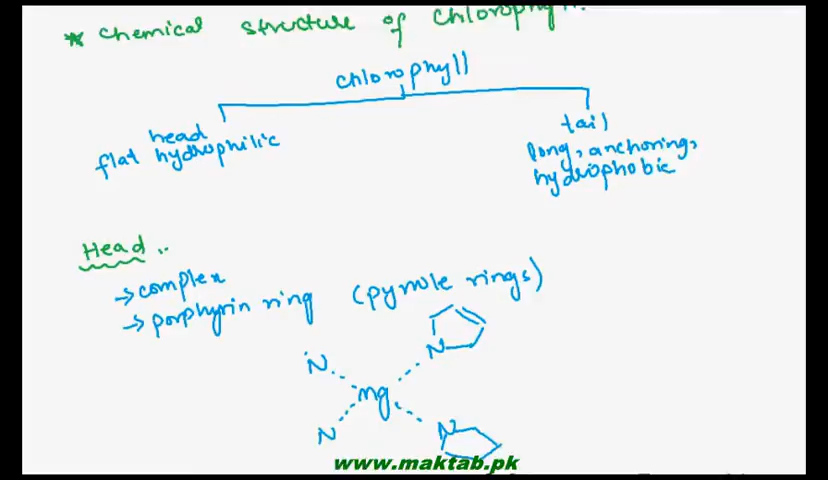 * chemical structure of chlorophyll.
chlorophyll
head
flat hydrophilic
tail
long, anchoring,
hydrophobic
Head ..
→ complex
→ porphyrin ring (pyrrole rings)
N
N
Mg
N
N
www.maktab.pk